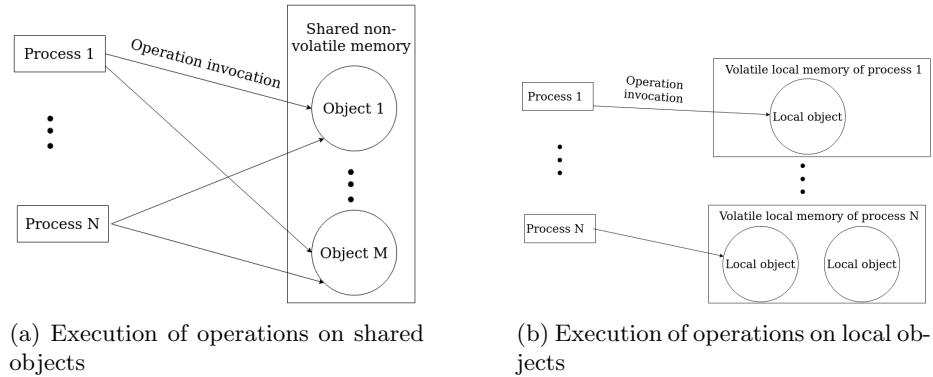 Process 1
Operation invocation
Shared non-
volatile memory
Object 1
Process N
Object M
(a) Execution of operations on shared
objects
Process 1
Operation
invocation
Volatile local memory of process 1
Local object
Process N
Volatile local memory of process N
Local object
Local object
(b) Execution of operations on local ob-
jects